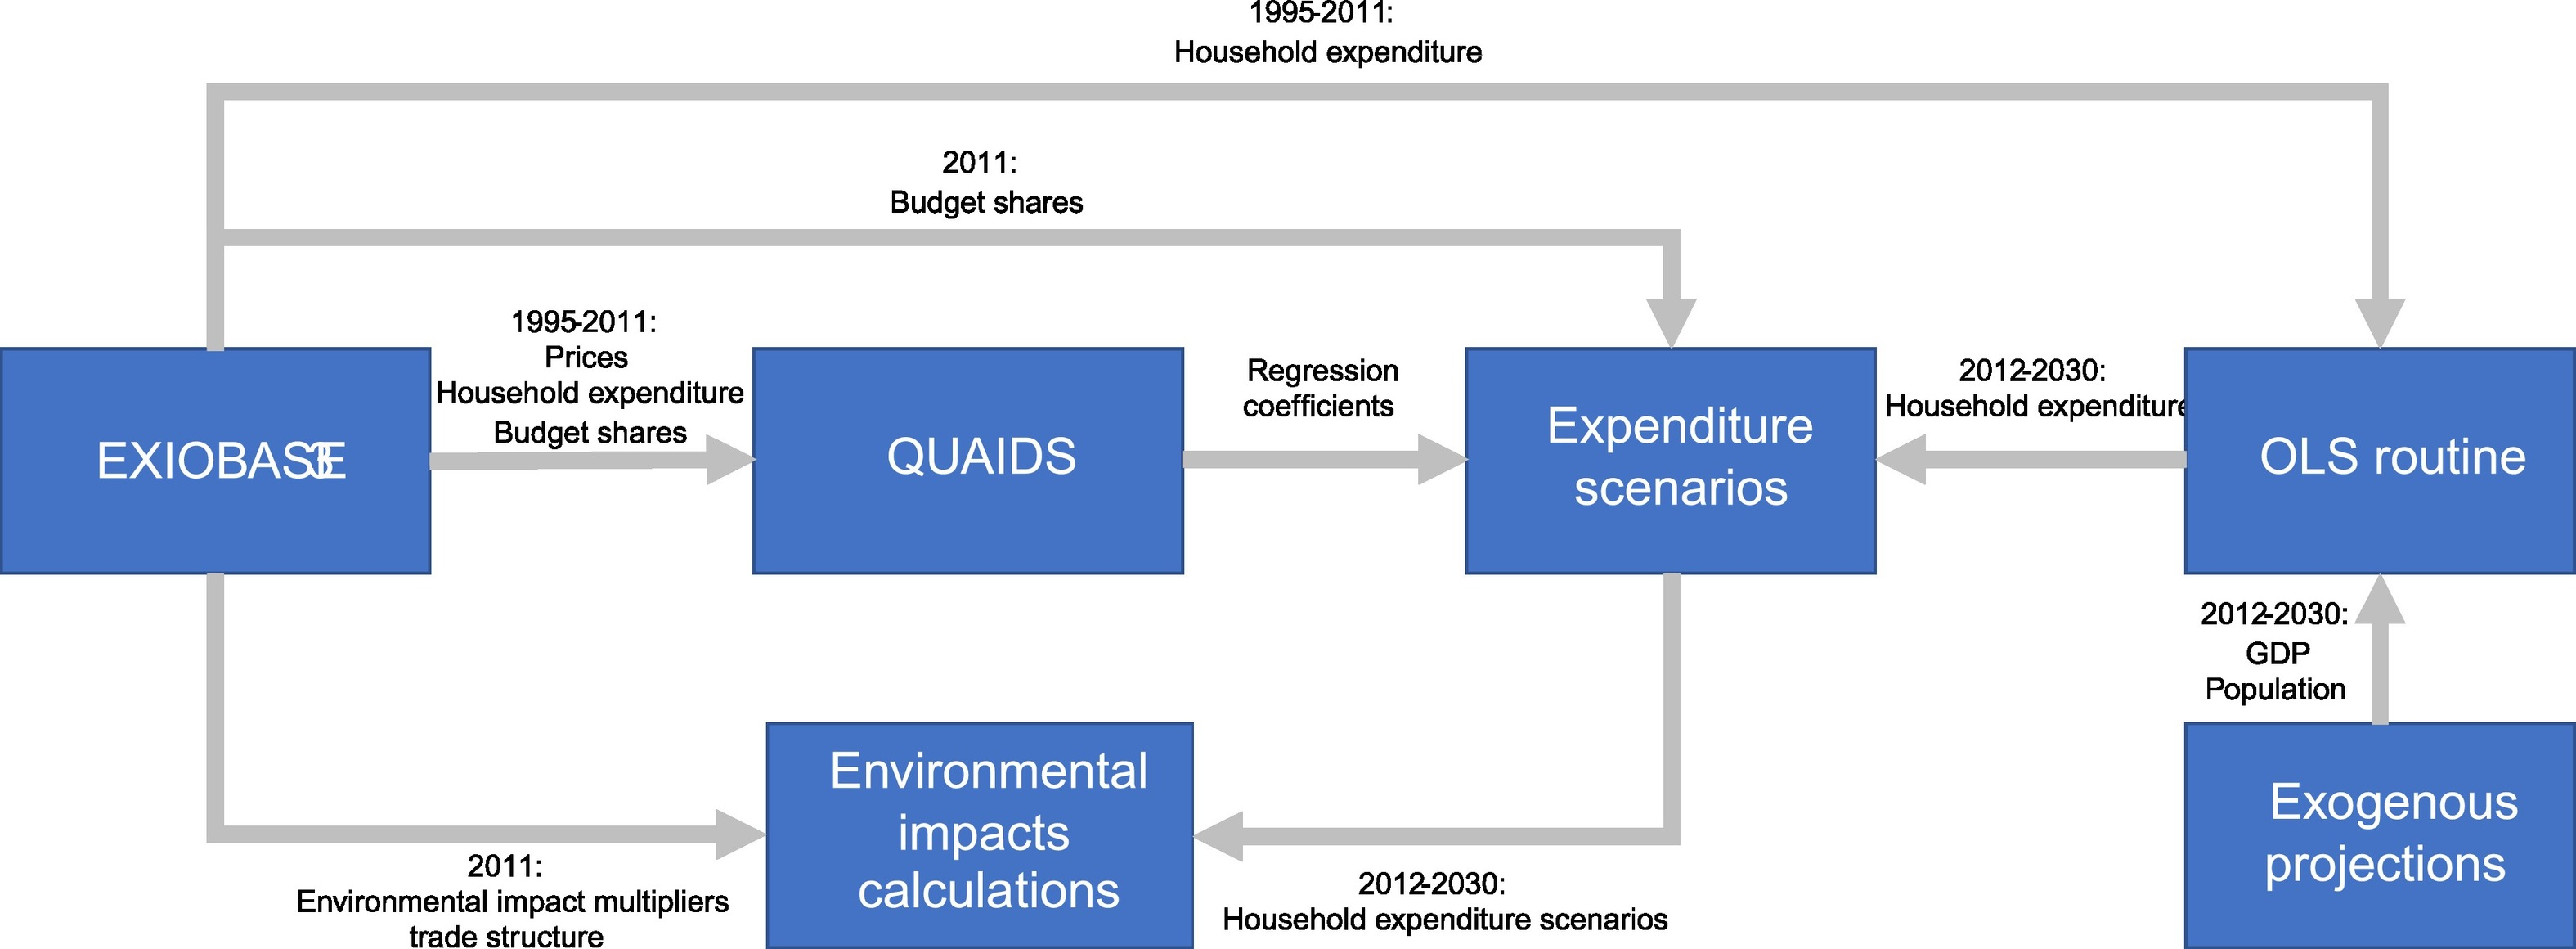 1995-2011:
Household expenditure
2011:
Budget shares
1995-2011:
Prices
Household expenditure
Budget shares
Regression
coefficients
2012-2030:
Household expenditure
EXIOBASE3
QUAIDS
Expenditure
scenarios
OLS routine
2012-2030:
GDP
Population
Environmental
impacts
calculations
Exogenous
projections
2011:
Environmental impact multipliers
trade structure
2012-2030:
Household expenditure scenarios